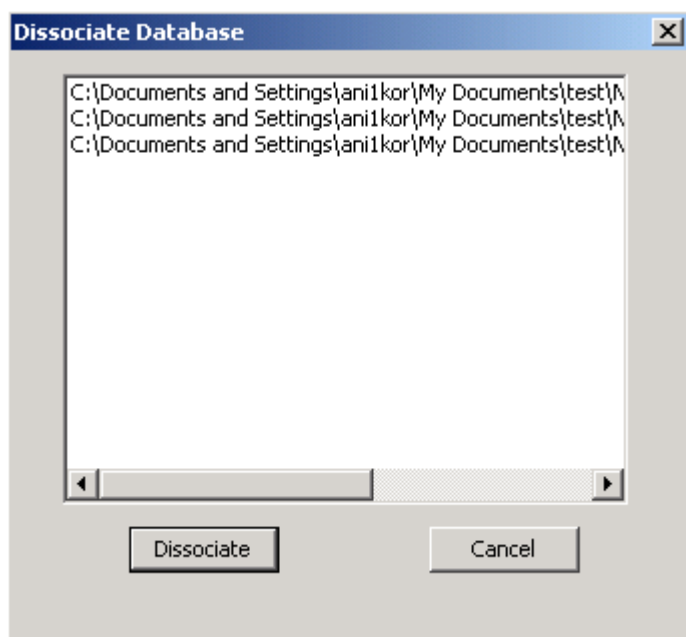 Dissociate Database
C:\Documents and Settings\ani1kor\My Documents\test\
C:\Documents and Settings\ani1kor\My Documents\test\
C:\Documents and Settings\ani1kor\My Documents\test\
Dissociate
Cancel